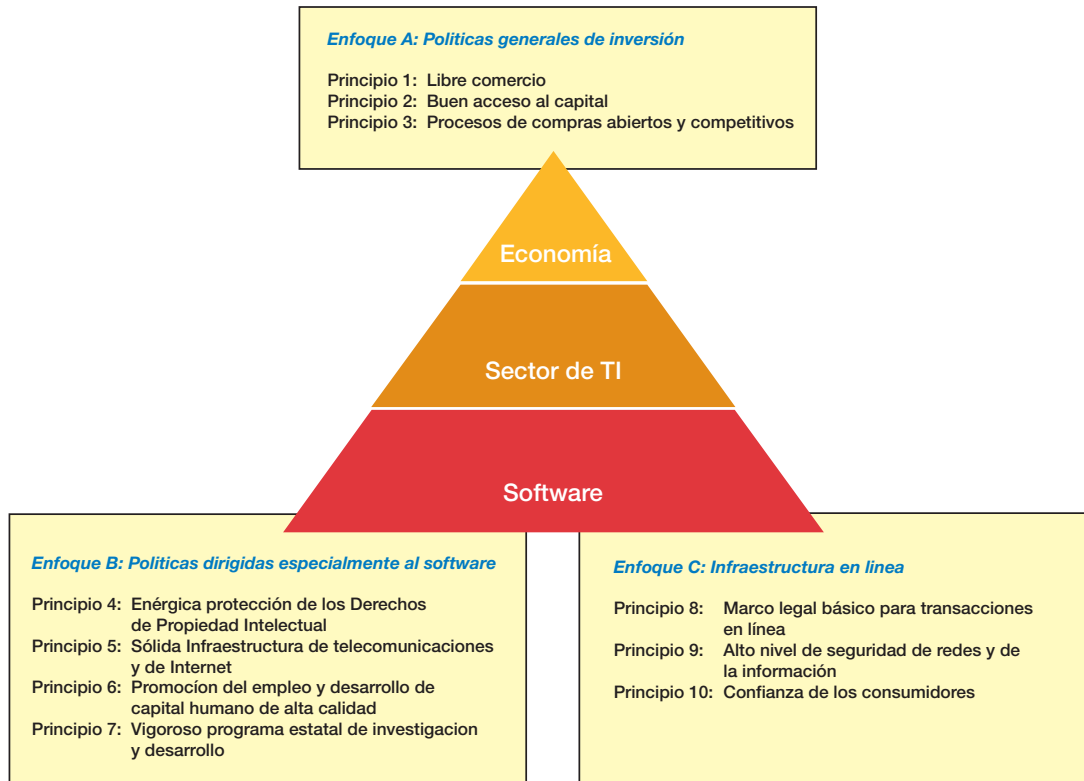 Enfoque A: Politicas generales de inversión
Principio 1: Libre comercio
Principio 2: Buen acceso al capital
Principio 3: Procesos de compras abiertos y competitivos
Economía
Sector de TI
Software
Enfoque B: Politicas dirigidas especialmente al software
Principio 4: Enérgica protección de los Derechos
de Propiedad Intelectual
Principio 5: Sólida Infraestructura de telecomunicaciones
y de Internet
Principio 6: Promocíon del empleo y desarrollo de
capital humano de alta calidad
Principio 7: Vigoroso programa estatal de investigacion
y desarrollo
Enfoque C: Infraestructura en linea
Principio 8: Marco legal básico para transacciones
en línea
Principio 9: Alto nivel de seguridad de redes y de
la información
Principio 10: Confianza de los consumidores